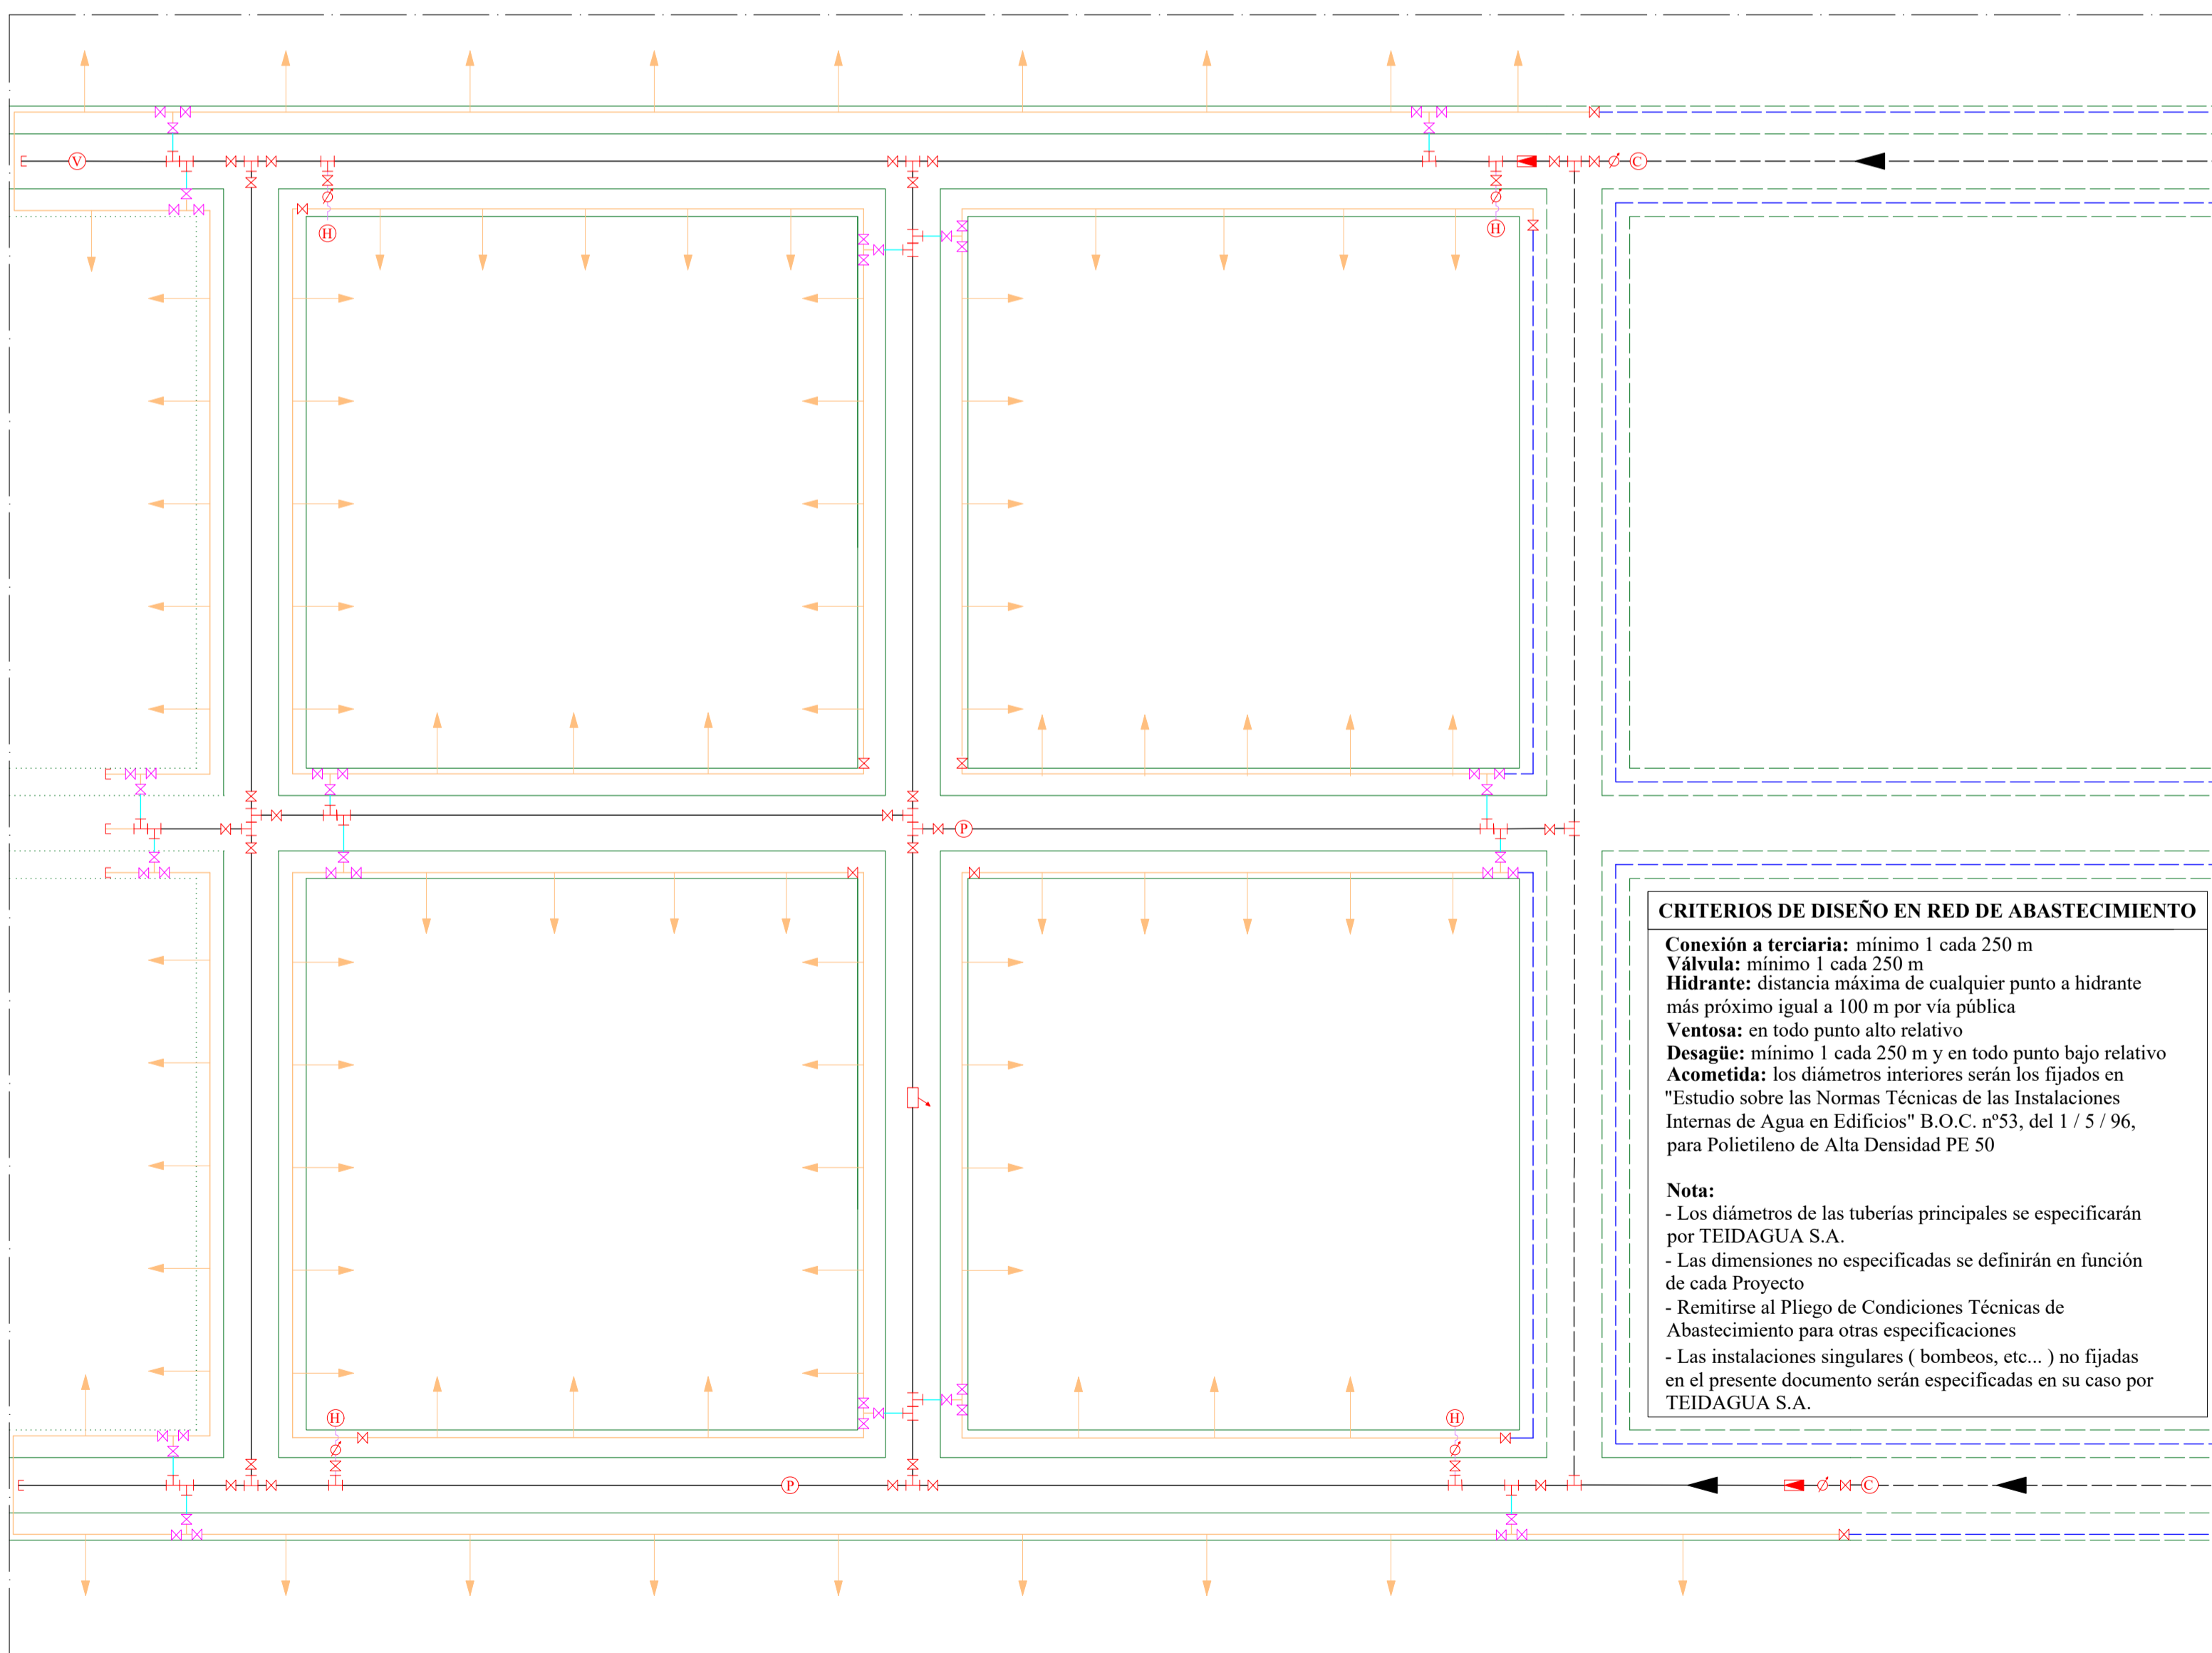 V
C
H
H
P
CRITERIOS DE DISEÑO EN RED DE ABASTECIMIENTO
Conexión a terciaria: mínimo 1 cada 250 m
Válvula: mínimo 1 cada 250 m
Hidrante: distancia máxima de cualquier punto a hidrante
más próximo igual a 100 m por vía pública
Ventosa: en todo punto alto relativo
Desagüe: mínimo 1 cada 250 m y en todo punto bajo relativo
Acometida: los diámetros interiores serán los fijados en
"Estudio sobre las Normas Técnicas de las Instalaciones
Internas de Agua en Edificios" B.O.C. nº53, del 1 / 5 / 96,
para Polietileno de Alta Densidad PE 50
Nota:
- Los diámetros de las tuberías principales se especificarán
por TEIDAGUA S.A.
- Las dimensiones no especificadas se definirán en función
de cada Proyecto
- Remitirse al Pliego de Condiciones Técnicas de
Abastecimiento para otras especificaciones
- Las instalaciones singulares ( bombeos, etc... ) no fijadas
en el presente documento serán especificadas en su caso por
TEIDAGUA S.A.
H
H
P
C